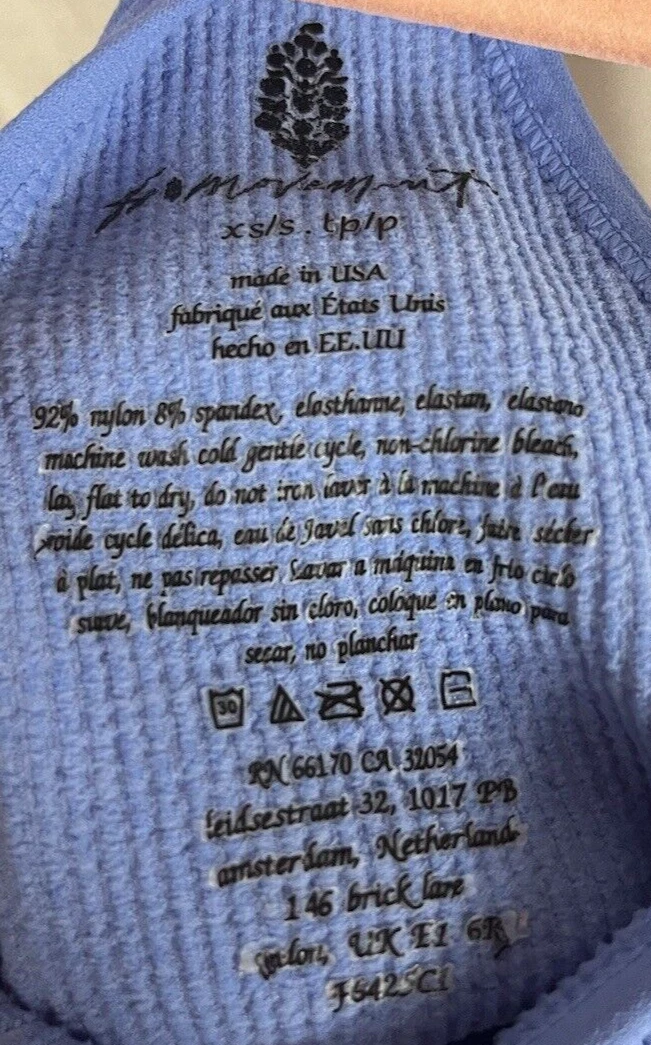 fp movement
xs/s . tp/p
made in USA
fabriqué aux États Unis
hecho en EE.UU
92% nylon 8% spandex, elasthanne, elastan, elastano
machine wash cold gentle cycle, non-chlorine bleach,
lay flat to dry, do not iron laver à la machine à l'eau
froide cycle délica, eau de Javel sans chlore, faire sécher
à plat, ne pas repasser Lavar a máquina en frío ciclo
suave, blanqueador sin cloro, coloque en plano para
secar, no planchar
30
RN 66170 CA 32054
leidsestraat 32, 1017 PB
amsterdam, Netherland
146 brick lane
UK E1
FS425C1